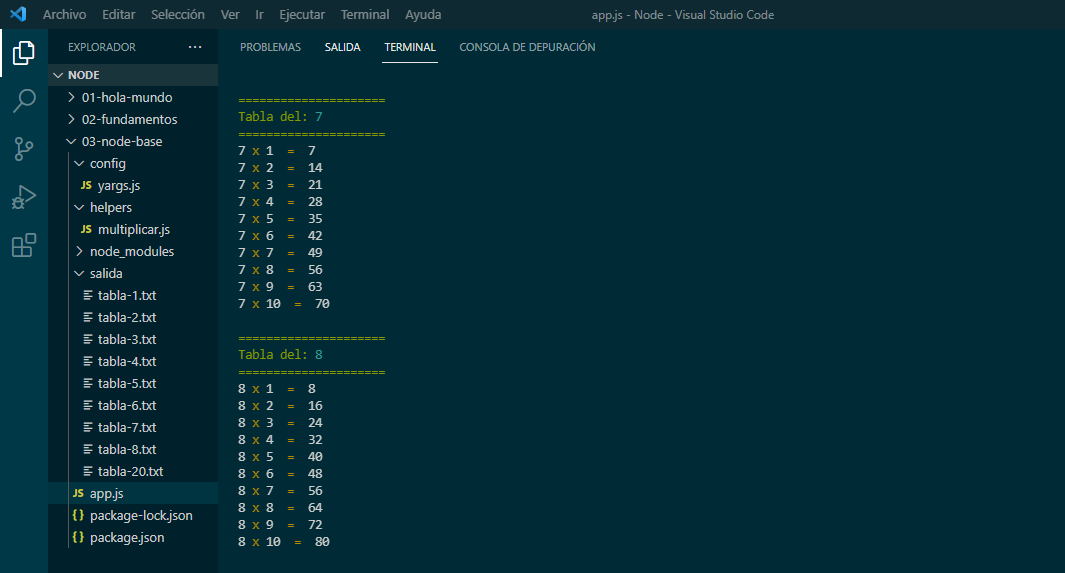 Archivo Editar Selección Ver Ir Ejecutar Terminal Ayuda app.js - Node - Visual Studio Code
EXPLORADOR ···
NODE
01-hola-mundo
02-fundamentos
03-node-base
config
JS yargs.js
helpers
JS multiplicar.js
node_modules
salida
tabla-1.txt
tabla-2.txt
tabla-3.txt
tabla-4.txt
tabla-5.txt
tabla-6.txt
tabla-7.txt
tabla-8.txt
tabla-20.txt
JS app.js
{} package-lock.json
{} package.json
PROBLEMAS SALIDA TERMINAL CONSOLA DE DEPURACIÓN
=====================
Tabla del: 7
=====================
7 x 1 = 7
7 x 2 = 14
7 x 3 = 21
7 x 4 = 28
7 x 5 = 35
7 x 6 = 42
7 x 7 = 49
7 x 8 = 56
7 x 9 = 63
7 x 10 = 70
=====================
Tabla del: 8
=====================
8 x 1 = 8
8 x 2 = 16
8 x 3 = 24
8 x 4 = 32
8 x 5 = 40
8 x 6 = 48
8 x 7 = 56
8 x 8 = 64
8 x 9 = 72
8 x 10 = 80